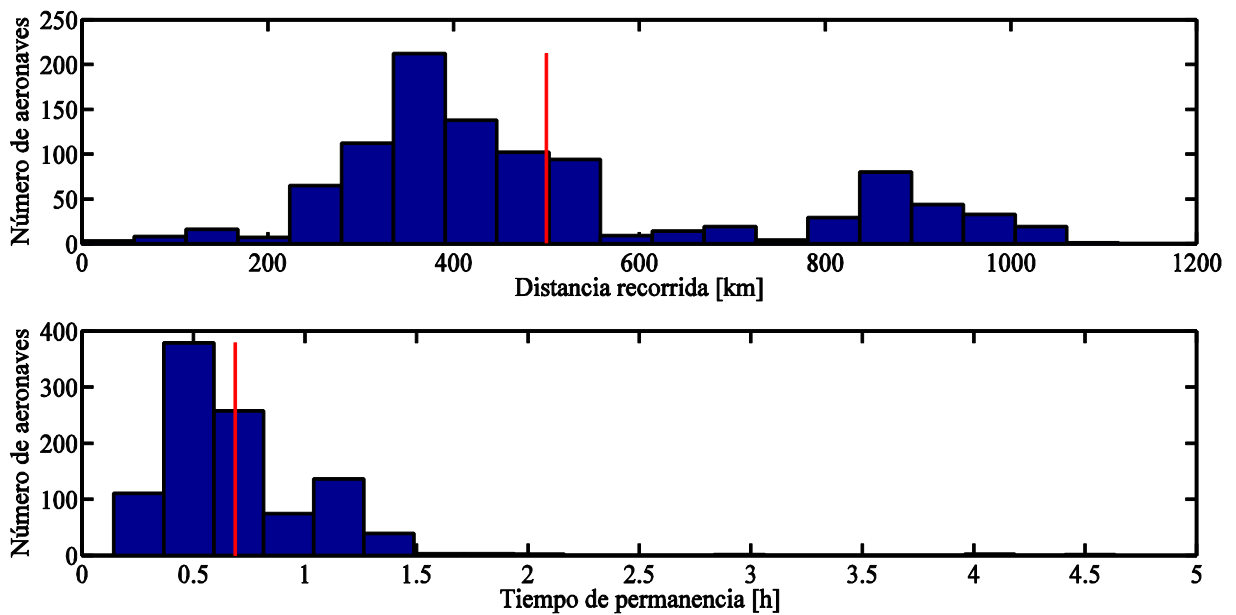 Número de aeronaves
250
200
150
100
50
0
0 200 400 600 800 1000 1200
Distancia recorrida [km]
Número de aeronaves
400
300
200
100
0
0 0.5 1 1.5 2 2.5 3 3.5 4 4.5 5
Tiempo de permanencia [h]